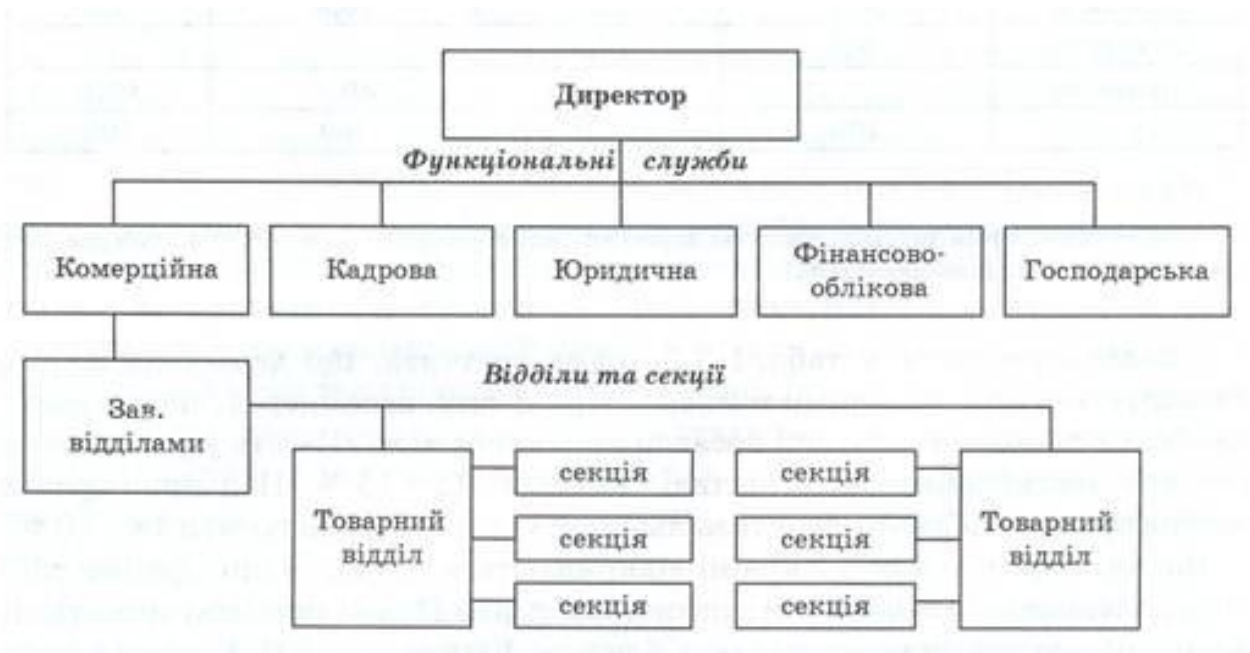 Директор
Функціональні служби
Комерційна
Кадрова
Юридична
Фінансово-
облікова
Господарська
Зав.
відділами
Відділи та секції
Товарний
відділ
секція
секція
секція
секція
секція
секція
Товарний
відділ